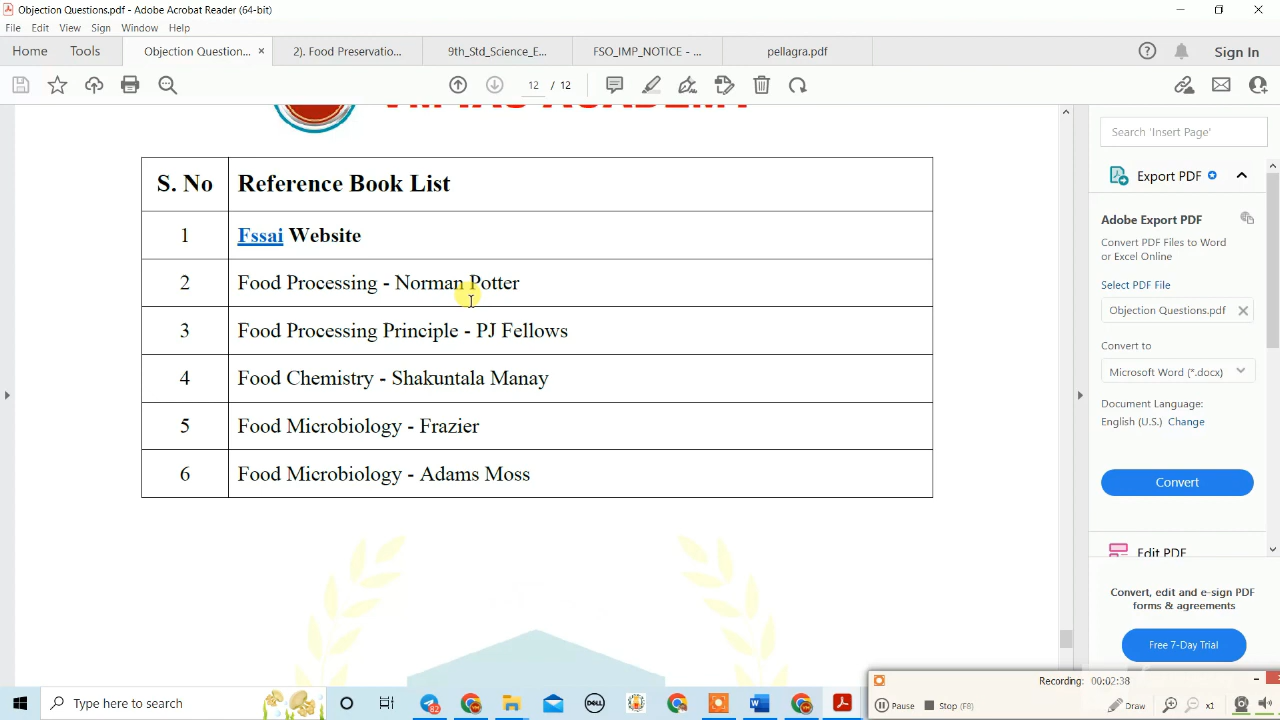 Objection Questions.pdf - Adobe Acrobat Reader (64-bit)
File Edit View Sign Window Help
Home Tools Objection Question... × 2). Food Preservatio... 9th_Std_Science_E... FSO_IMP_NOTICE - ... pellagra.pdf Sign In
12 / 12
S. No Reference Book List
1 Fssai Website
2 Food Processing - Norman Potter
3 Food Processing Principle - PJ Fellows
4 Food Chemistry - Shakuntala Manay
5 Food Microbiology - Frazier
6 Food Microbiology - Adams Moss
Search 'Insert Page'
Export PDF
Adobe Export PDF
Convert PDF Files to Word
or Excel Online
Select PDF File
Objection Questions.pdf
Convert to
Microsoft Word (*.docx)
Document Language:
English (U.S.) Change
Convert
Edit PDF
Convert, edit and e-sign PDF
forms & agreements
Free 7-Day Trial
Recording: 00:02:38
Pause Stop (F8) Draw x1
Type here to search
82
DELL